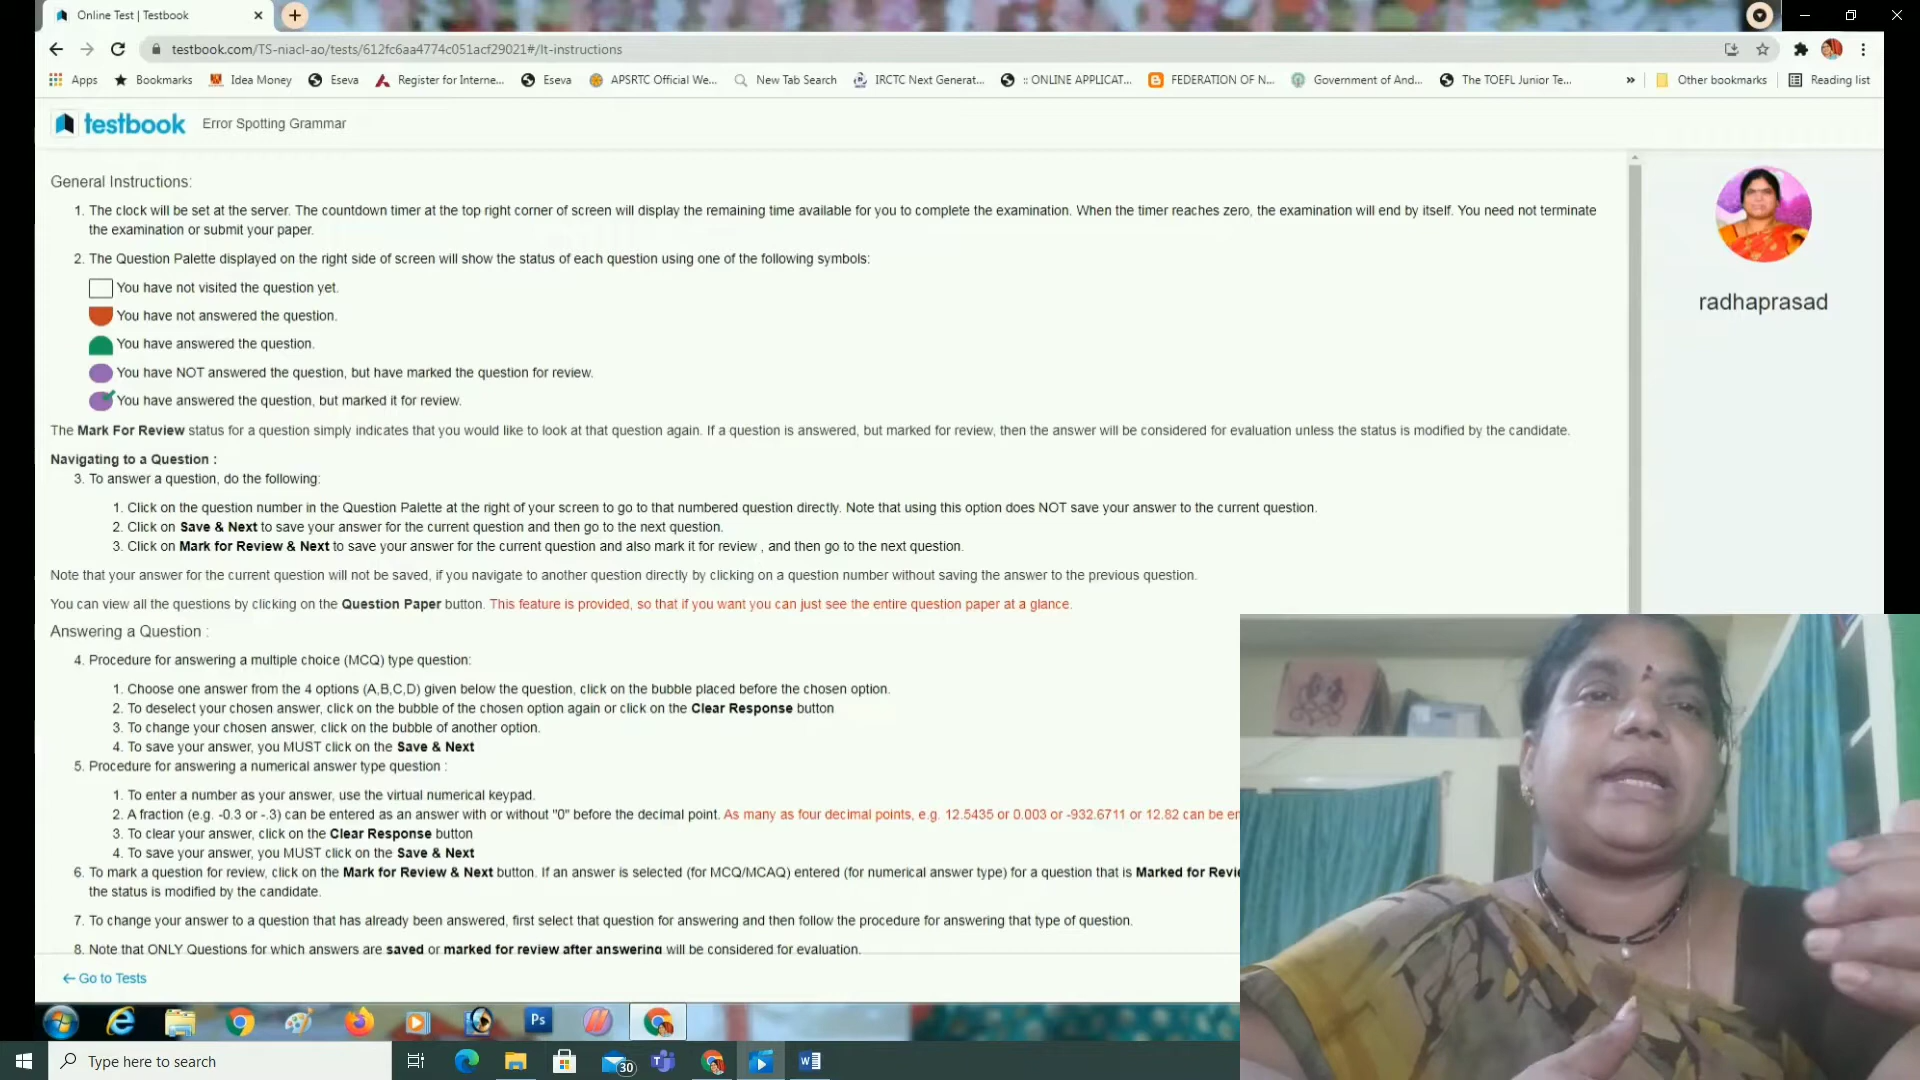 Online Test | Testbook
testbook.com/TS-niacl-ao/tests/612fc6aa4774c051acf29021#/lt-instructions
Apps Bookmarks Idea Money Eseva Register for Interne... Eseva APSRTC Official We... New Tab Search IRCTC Next Generat... :: ONLINE APPLICAT... FEDERATION OF N... Government of And... The TOEFL Junior Te... » Other bookmarks Reading list
testbook Error Spotting Grammar
General Instructions:
1. The clock will be set at the server. The countdown timer at the top right corner of screen will display the remaining time available for you to complete the examination. When the timer reaches zero, the examination will end by itself. You need not terminate
the examination or submit your paper.
2. The Question Palette displayed on the right side of screen will show the status of each question using one of the following symbols:
You have not visited the question yet.
You have not answered the question.
You have answered the question.
You have NOT answered the question, but have marked the question for review.
You have answered the question, but marked it for review.
radhaprasad
The Mark For Review status for a question simply indicates that you would like to look at that question again. If a question is answered, but marked for review, then the answer will be considered for evaluation unless the status is modified by the candidate.
Navigating to a Question :
3. To answer a question, do the following:
1. Click on the question number in the Question Palette at the right of your screen to go to that numbered question directly. Note that using this option does NOT save your answer to the current question.
2. Click on Save & Next to save your answer for the current question and then go to the next question.
3. Click on Mark for Review & Next to save your answer for the current question and also mark it for review , and then go to the next question.
Note that your answer for the current question will not be saved, if you navigate to another question directly by clicking on a question number without saving the answer to the previous question.
You can view all the questions by clicking on the Question Paper button. This feature is provided, so that if you want you can just see the entire question paper at a glance.
Answering a Question :
4. Procedure for answering a multiple choice (MCQ) type question:
1. Choose one answer from the 4 options (A,B,C,D) given below the question, click on the bubble placed before the chosen option.
2. To deselect your chosen answer, click on the bubble of the chosen option again or click on the Clear Response button
3. To change your chosen answer, click on the bubble of another option.
4. To save your answer, you MUST click on the Save & Next
5. Procedure for answering a numerical answer type question :
1. To enter a number as your answer, use the virtual numerical keypad.
2. A fraction (e.g. -0.3 or -.3) can be entered as an answer with or without "0" before the decimal point. As many as four decimal points, e.g. 12.5435 or 0.003 or -932.6711 or 12.82 can be en
3. To clear your answer, click on the Clear Response button
4. To save your answer, you MUST click on the Save & Next
6. To mark a question for review, click on the Mark for Review & Next button. If an answer is selected (for MCQ/MCAQ) entered (for numerical answer type) for a question that is Marked for Revie
the status is modified by the candidate.
7. To change your answer to a question that has already been answered, first select that question for answering and then follow the procedure for answering that type of question.
8. Note that ONLY Questions for which answers are saved or marked for review after answering will be considered for evaluation.
Go to Tests
Ps
Type here to search
30